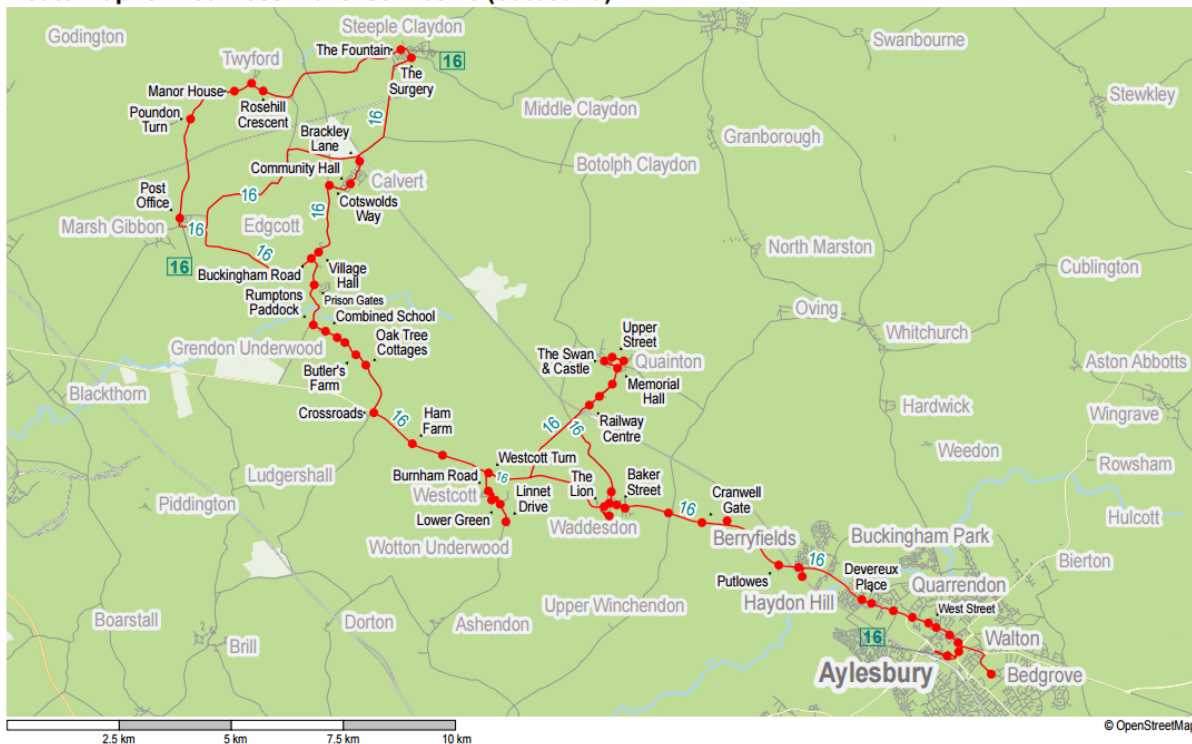 Godington
Steeple Claydon
The Fountain
16
The
Surgery
Swanbourne
Twyford
Manor House
Rosehill
Crescent
Poundon
Turn
Middle Claydon
Stewkley
16
Brackley
Lane
Granborough
Community Hall
Botolph Claydon
Calvert
Post
Office
16
Cotswolds
Way
Marsh Gibbon
16
Edgcott
16
16
16
Buckingham Road
Village
Hall
North Marston
Cublington
Rumptons
Paddock
Prison Gates
Combined School
Oving
Grendon Underwood
Oak Tree
Cottages
Upper
Street
Whitchurch
The Swan
& Castle
Quainton
Aston Abbotts
Butler's
Farm
Memorial
Hall
Blackthorn
Hardwick
Crossroads
16
Ham
Farm
16
16
Railway
Centre
Wingrave
Weedon
Rowsham
Ludgershall
Westcott Turn
Burnham Road
16
The
Lion
Baker
Street
Westcott
Linnet
Drive
Cranwell
Gate
Piddington
Lower Green
Waddesdon
16
Hulcott
Wotton Underwood
Berryfields
Buckingham Park
Bierton
16
Putlowes
Devereux
Place
Quarrendon
Haydon Hill
West Street
Upper Winchendon
Boarstall
Dorton
Ashendon
16
Walton
Brill
Aylesbury
Bedgrove
2.5 km
5 km
7.5 km
10 km
© OpenStreetMap